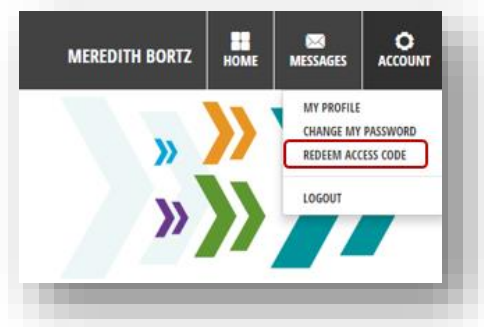 MEREDITH BORTZ
HOME
MESSAGES
ACCOUNT
MY PROFILE
CHANGE MY PASSWORD
REDEEM ACCESS CODE
LOGOUT